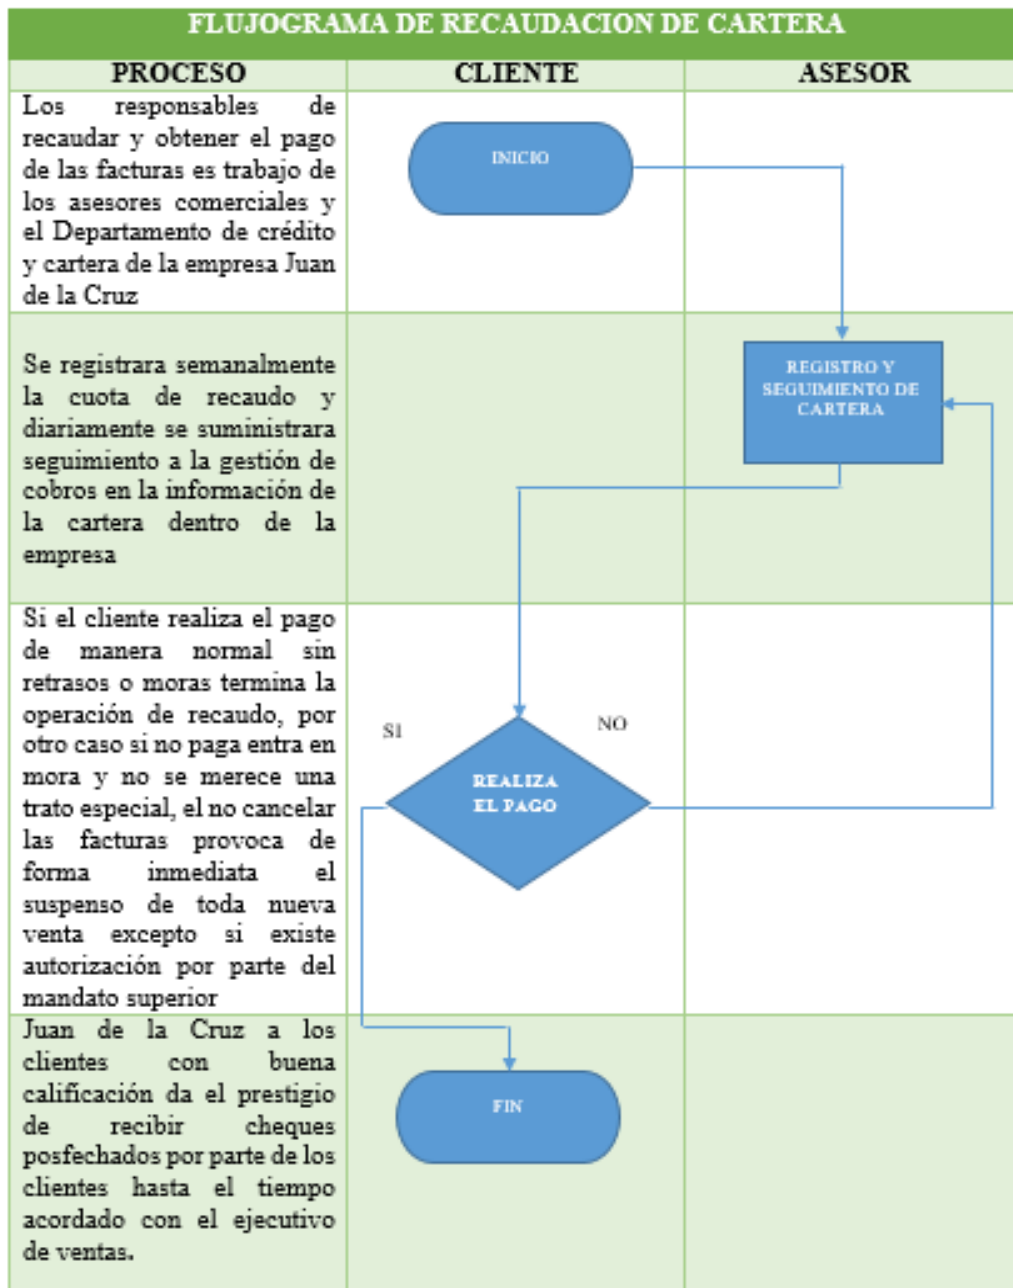 FLUJOGRAMA DE RECAUDACION DE CARTERA
PROCESO
CLIENTE
ASESOR
Los responsables de
recaudar y obtener el pago
de las facturas es trabajo de
los asesores comerciales y
el Departamento de crédito
y cartera de la empresa Juan
de la Cruz
INICIO
Se registrara semanalmente
la cuota de recaudo y
diariamente se suministrara
seguimiento a la gestión de
cobros en la información de
la cartera dentro de la
empresa
REGISTRO Y
SEGUIMIENTO DE
CARTERA
Si el cliente realiza el pago
de manera normal sin
retrasos o moras termina la
operación de recaudo, por
otro caso si no paga entra en
mora y no se merece una
trato especial, el no cancelar
las facturas provoca de
forma inmediata el
suspenso de toda nueva
venta excepto si existe
autorización por parte del
mandato superior
SI
NO
REALIZA
EL PAGO
Juan de la Cruz a los
clientes con buena
calificación da el prestigio
de recibir cheques
posfechados por parte de los
clientes hasta el tiempo
acordado con el ejecutivo
de ventas.
FIN